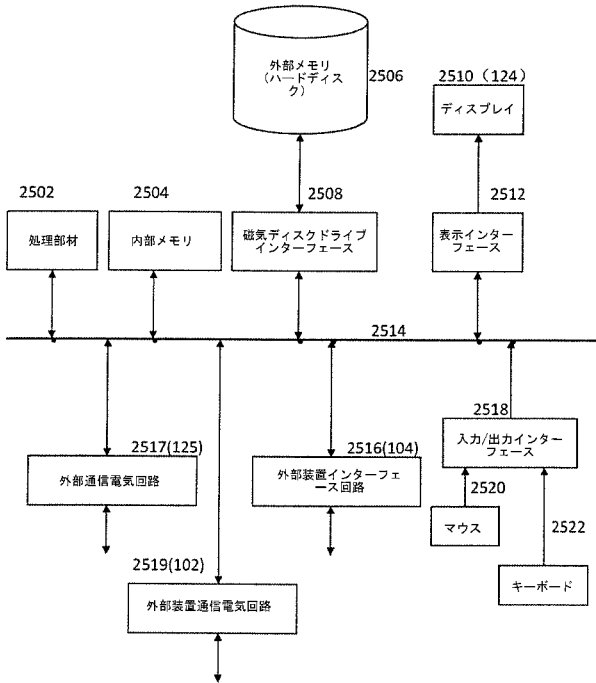 外部メモリ
（ハードディス
ク）
2506
2510（124）
ディスプレイ
2502
2504
2508
2512
処理部材
内部メモリ
磁気ディスクドライブ
インターフェース
表示インター
フェース
2514
2518
2517(125)
2516(104)
入力/出力インター
フェース
外部通信電気回路
外部装置インターフェ
ース回路
2520
マウス
2522
2519(102)
キーボード
外部装置通信電気回路